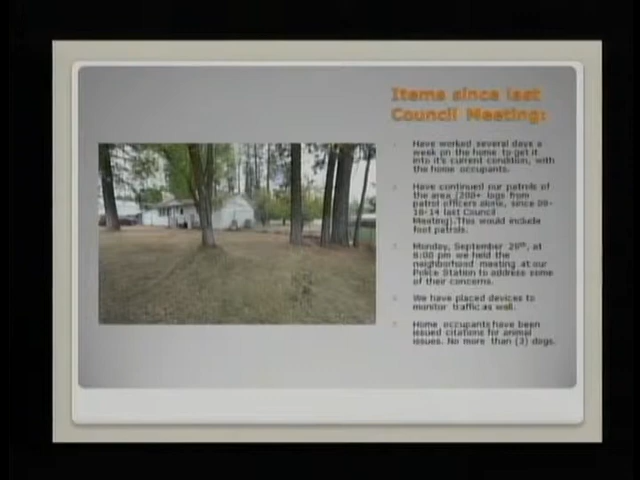 Items since last
Council Meeting:
Have worked several days a
week on the home to get it
into it's current condition, with
the home occupants.
Have continued our patrols of
the area (200+ logs from
patrol officers alone, since 09-
18-14 last Council
Meeting).This would include
foot patrols.
Monday, September 29th, at
6:00 pm we held the
neighborhood meeting at our
Police Station to address some
of their concerns.
We have placed devices to
monitor traffic as well.
Home occupants have been
issued citations for animal
issues. No more than (3) dogs.